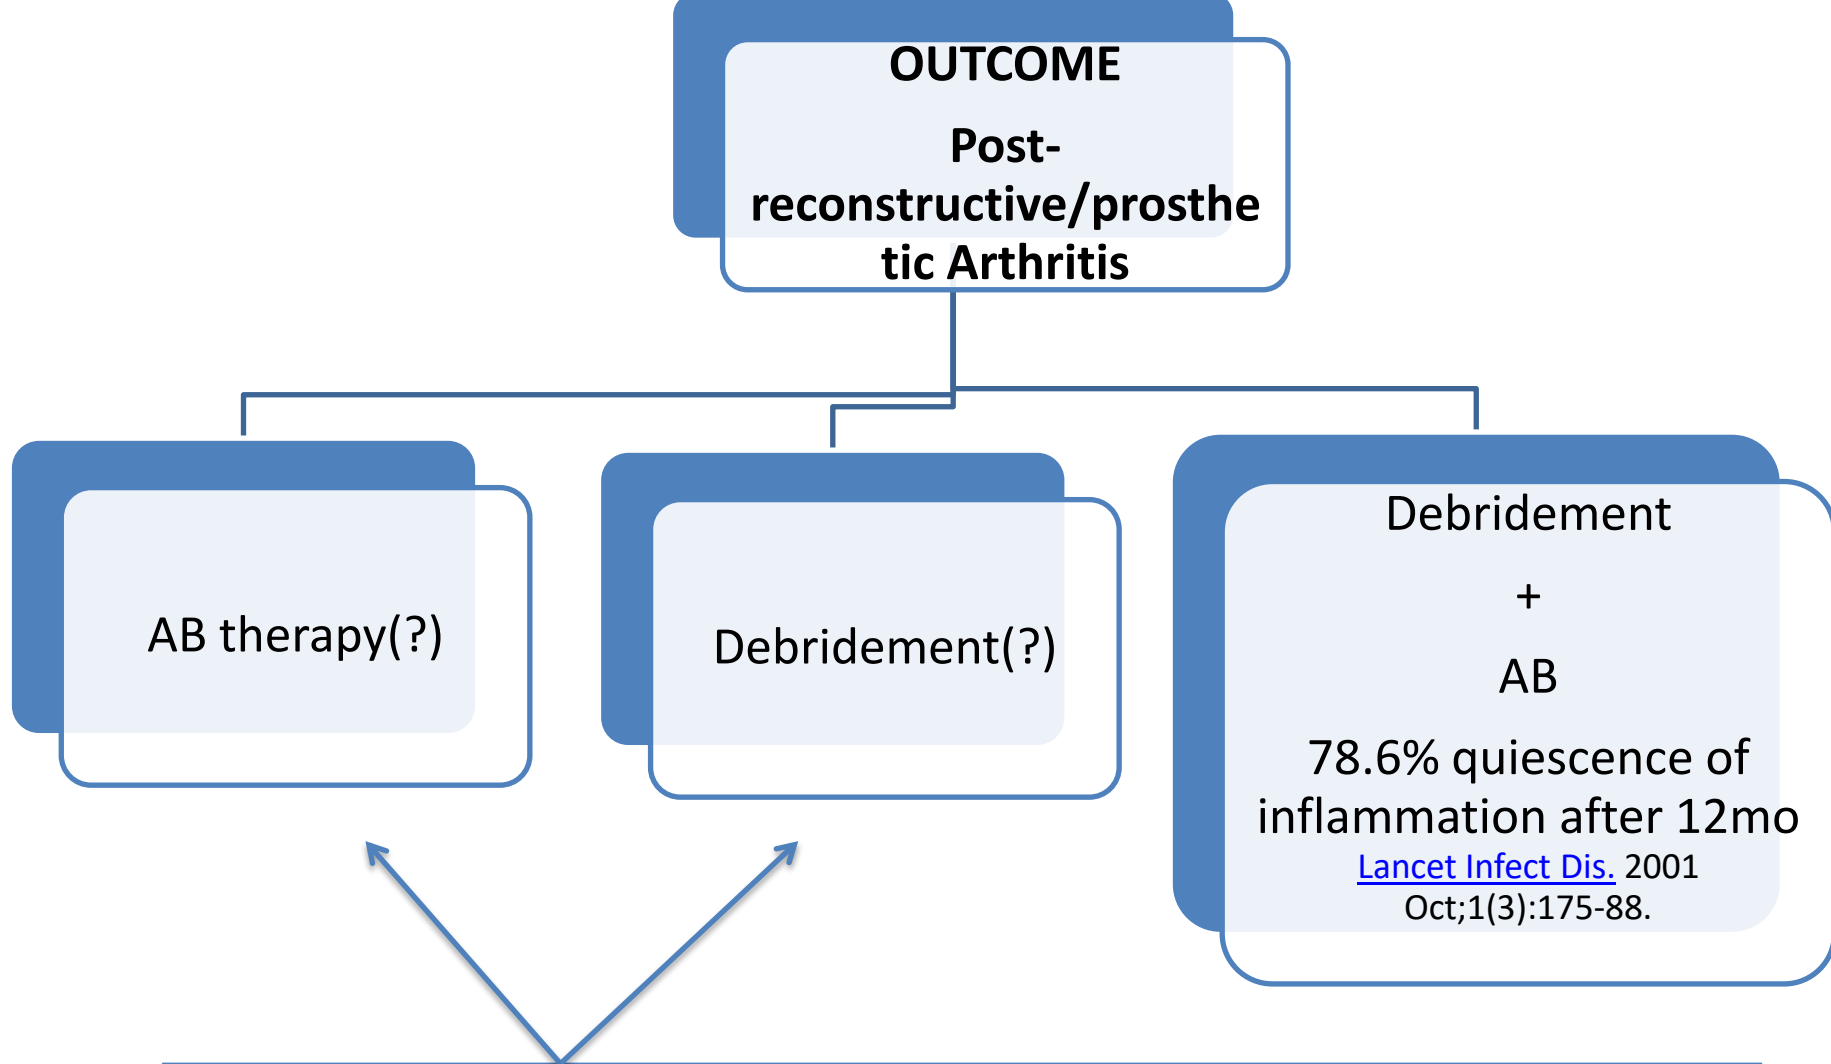 OUTCOME
Post-
reconstructive/prosthe
tic Arthritis
AB therapy(?)
Debridement(?)
Debridement
+
AB
78.6% quiescence of
inflammation after 12mo
Lancet Infect Dis. 2001
Oct;1(3):175-88.